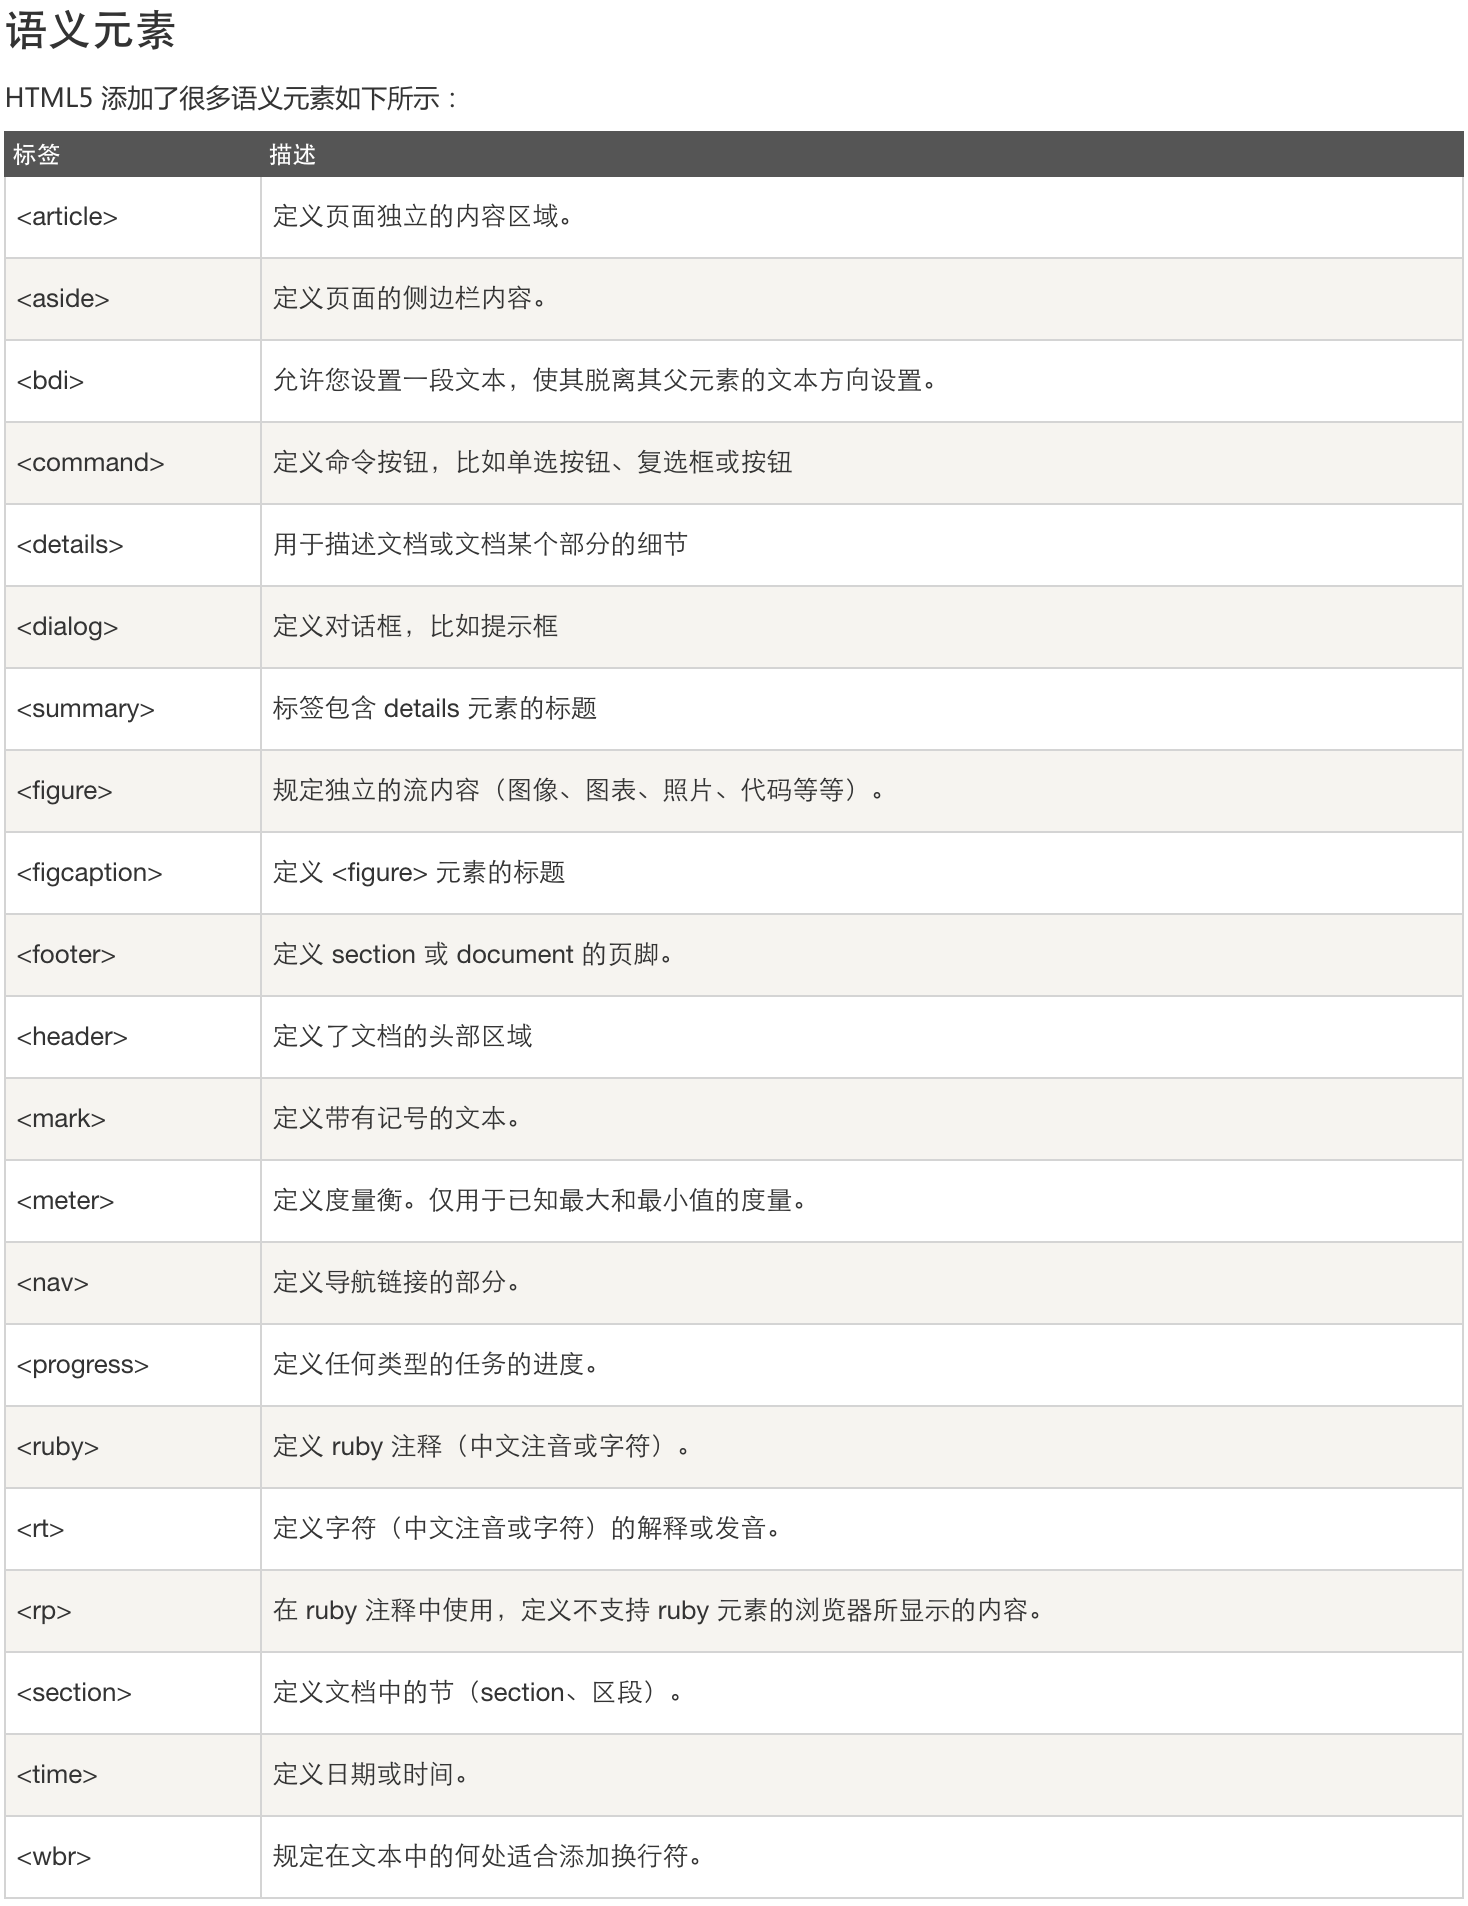 语义元素
HTML5 添加了很多语义元素如下所示：
标签 描述
<article> 定义页面独立的内容区域。
<aside> 定义页面的侧边栏内容。
<bdi> 允许您设置一段文本，使其脱离其父元素的文本方向设置。
<command> 定义命令按钮，比如单选按钮、复选框或按钮
<details> 用于描述文档或文档某个部分的细节
<dialog> 定义对话框，比如提示框
<summary> 标签包含 details 元素的标题
<figure> 规定独立的流内容（图像、图表、照片、代码等等）。
<figcaption> 定义 <figure> 元素的标题
<footer> 定义 section 或 document 的页脚。
<header> 定义了文档的头部区域
<mark> 定义带有记号的文本。
<meter> 定义度量衡。仅用于已知最大和最小值的度量。
<nav> 定义导航链接的部分。
<progress> 定义任何类型的任务的进度。
<ruby> 定义 ruby 注释（中文注音或字符）。
<rt> 定义字符（中文注音或字符）的解释或发音。
<rp> 在 ruby 注释中使用，定义不支持 ruby 元素的浏览器所显示的内容。
<section> 定义文档中的节（section、区段）。
<time> 定义日期或时间。
<wbr> 规定在文本中的何处适合添加换行符。